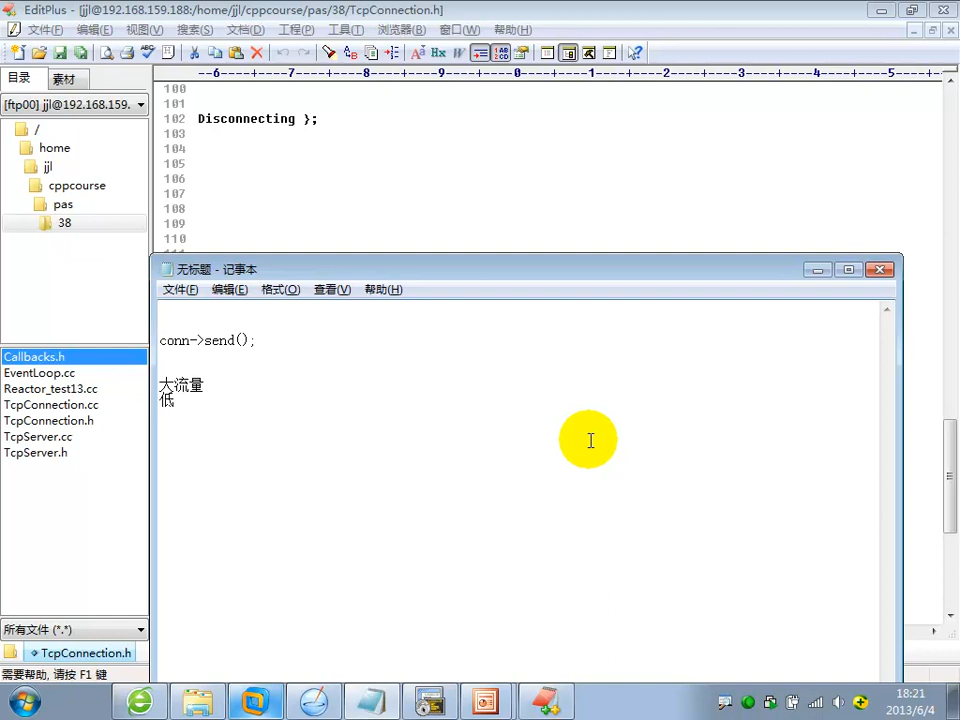 EditPlus - [jjl@192.168.159.188:/home/jjl/cppcourse/pas/38/TcpConnection.h]
文件(F) 编辑(E) 视图(V) 搜索(S) 文档(D) 工程(P) 工具(T) 浏览器(B) 窗口(W) 帮助(H)
目录 素材
--6----+----7----+----8----+----9----+----0----+----1----+----2----+----3----+----4----+----5----+-
[ftp00] jjl@192.168.159.
/
home
jjl
cppcourse
pas
38
100
101
102 Disconnecting };
103
104
105
106
107
108
109
110
无标题 - 记事本
文件(F) 编辑(E) 格式(O) 查看(V) 帮助(H)
conn->send();
大流量
低
Callbacks.h
EventLoop.cc
Reactor_test13.cc
TcpConnection.cc
TcpConnection.h
TcpServer.cc
TcpServer.h
所有文件 (*.*)
TcpConnection.h
需要帮助, 请按 F1 键
18:21
2013/6/4